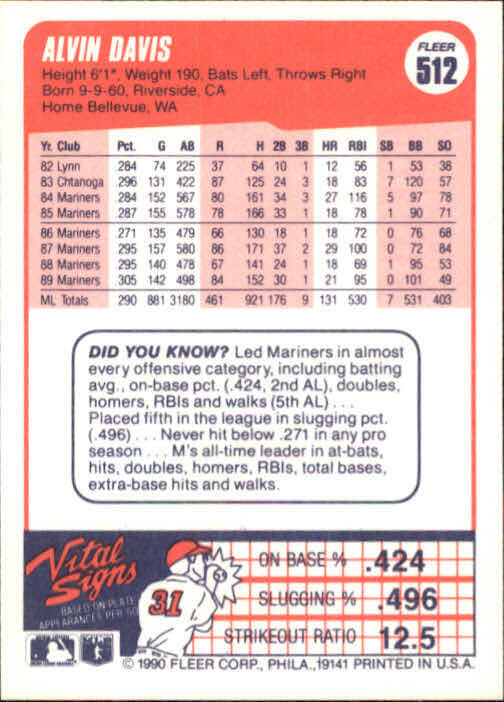 ALVIN DAVIS
FLEER
512
Height 6'1", Weight 190, Bats Left, Throws Right
Born 9-9-60, Riverside, CA
Home Bellevue, WA
Yr. Club Pct. G AB R H 2B 3B HR RBI SB BB SO
82 Lynn 284 74 225 37 64 10 1 12 56 1 53 38
83 Chtanoga 296 131 422 87 125 24 3 18 83 7 120 57
84 Mariners 284 152 567 80 161 34 3 27 116 5 97 78
85 Mariners 287 155 578 78 166 33 1 18 78 1 90 71
86 Mariners 271 135 479 66 130 18 1 18 72 0 76 68
87 Mariners 295 157 580 86 171 37 2 29 100 0 72 84
88 Mariners 295 140 478 67 141 24 1 18 69 1 95 53
89 Mariners 305 142 498 84 152 30 1 21 95 0 101 49
ML Totals 290 881 3180 461 921 176 9 131 530 7 531 403
DID YOU KNOW? Led Mariners in almost
every offensive category, including batting
avg., on-base pct. (.424, 2nd AL), doubles,
homers, RBIs and walks (5th AL) . . .
Placed fifth in the league in slugging pct.
(.496) . . . Never hit below .271 in any pro
season . . . M's all-time leader in at-bats,
hits, doubles, homers, RBIs, total bases,
extra-base hits and walks.
Vital
Signs
BASED ON PLATE
APPEARANCES PER SO
31
ON BASE % .424
SLUGGING % .496
STRIKEOUT RATIO 12.5
© 1990 FLEER CORP., PHILA., 19141 PRINTED IN U.S.A.